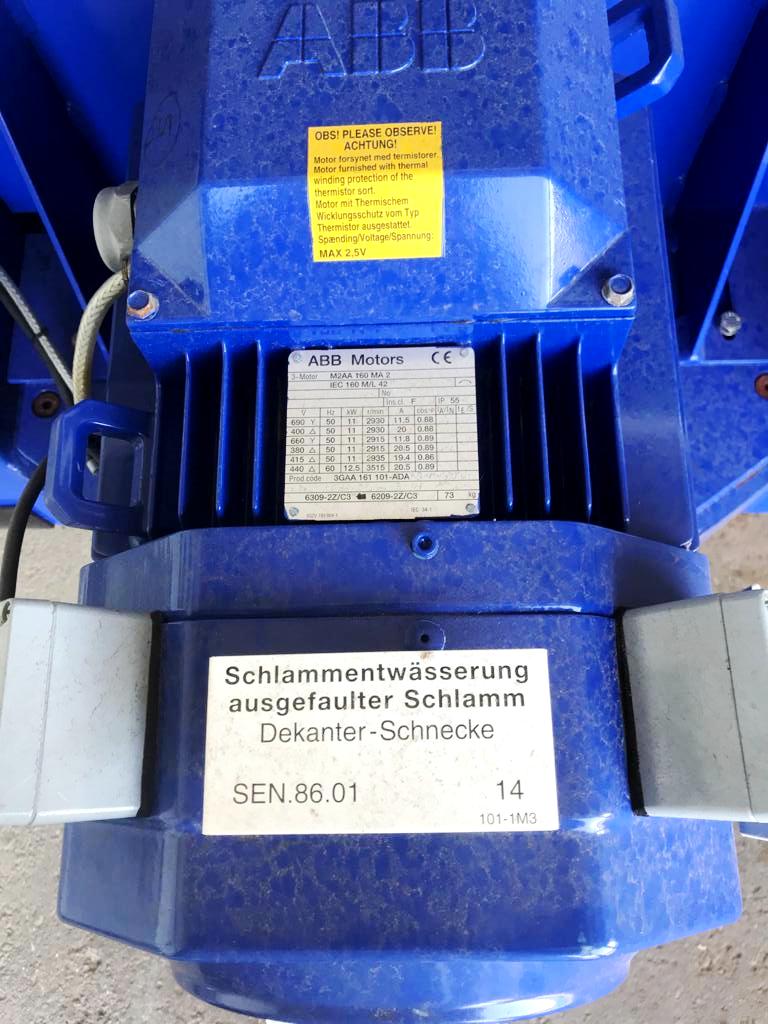 ABB
OBS! PLEASE OBSERVE!
ACHTUNG!
Motor forsynet med termistorer.
Motor furnished with thermal
winding protection of the
thermistor sort.
Motor mit Thermischem
Wicklungsschutz vom Typ
Thermistor ausgestattet.
Spænding/Voltage/Spannung:
MAX 2,5V
ABB Motors CE
3~Motor M2AA 160 MA 2
IEC 160 M/L 42
No
Ins.cl. F IP 55
V Hz kW r/min A cos φ
690 Y 50 11 2930 11.5 0.88
400 △ 50 11 2930 20 0.88
660 Y 50 11 2915 11.8 0.89
380 △ 50 11 2915 20.5 0.89
415 △ 50 11 2935 19.4 0.86
440 △ 60 12.5 3515 20.5 0.89
Prod.code 3GAA 161 101-ADA
6309-2Z/C3 6209-2Z/C3 73 kg
IEC 34-1
Schlammentwässerung
ausgefaulter Schlamm
Dekanter-Schnecke
SEN.86.01 14
101-1M3